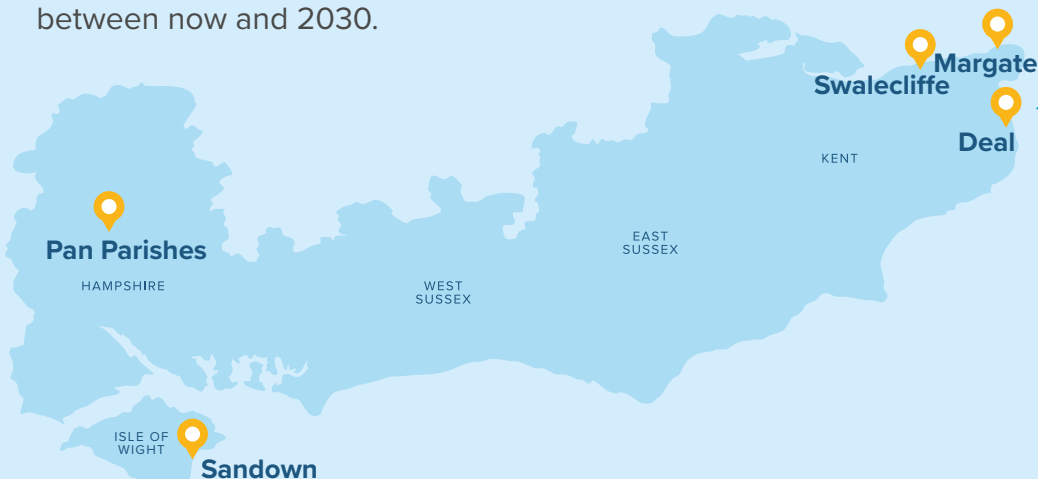 between now and 2030.
Margate
Swalecliffe
Deal
KENT
Pan Parishes
EAST
SUSSEX
HAMPSHIRE
WEST
SUSSEX
ISLE OF
WIGHT
Sandown